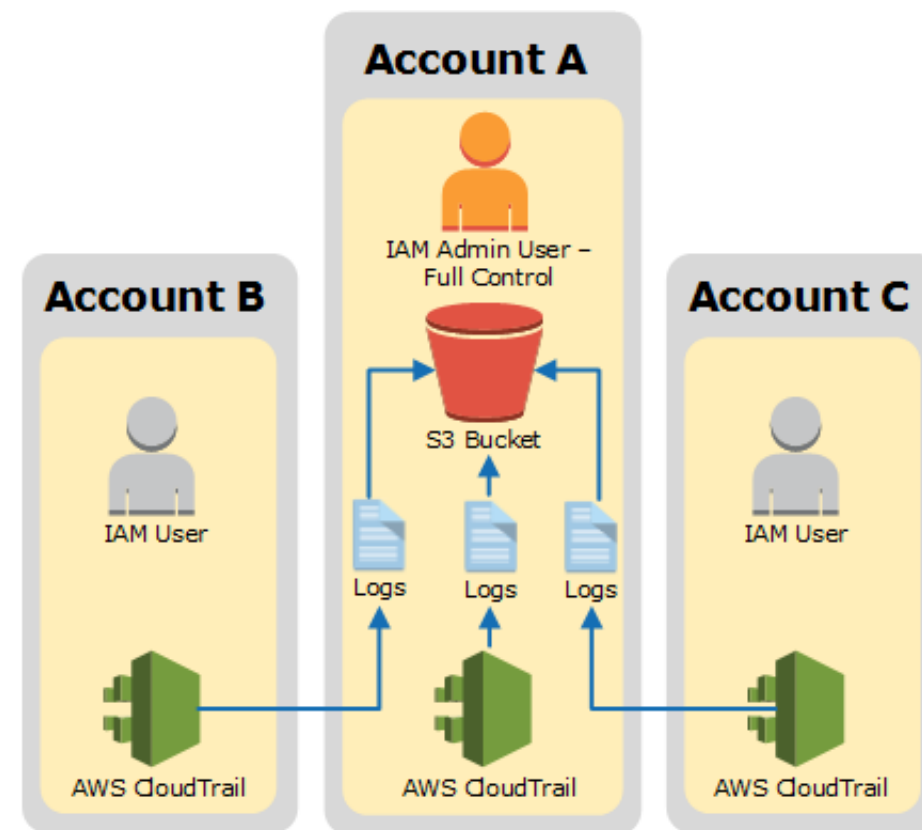 Account A
IAM Admin User –
Full Control
S3 Bucket
Logs
Logs
Logs
AWS CloudTrail
Account B
IAM User
AWS CloudTrail
Account C
IAM User
AWS CloudTrail